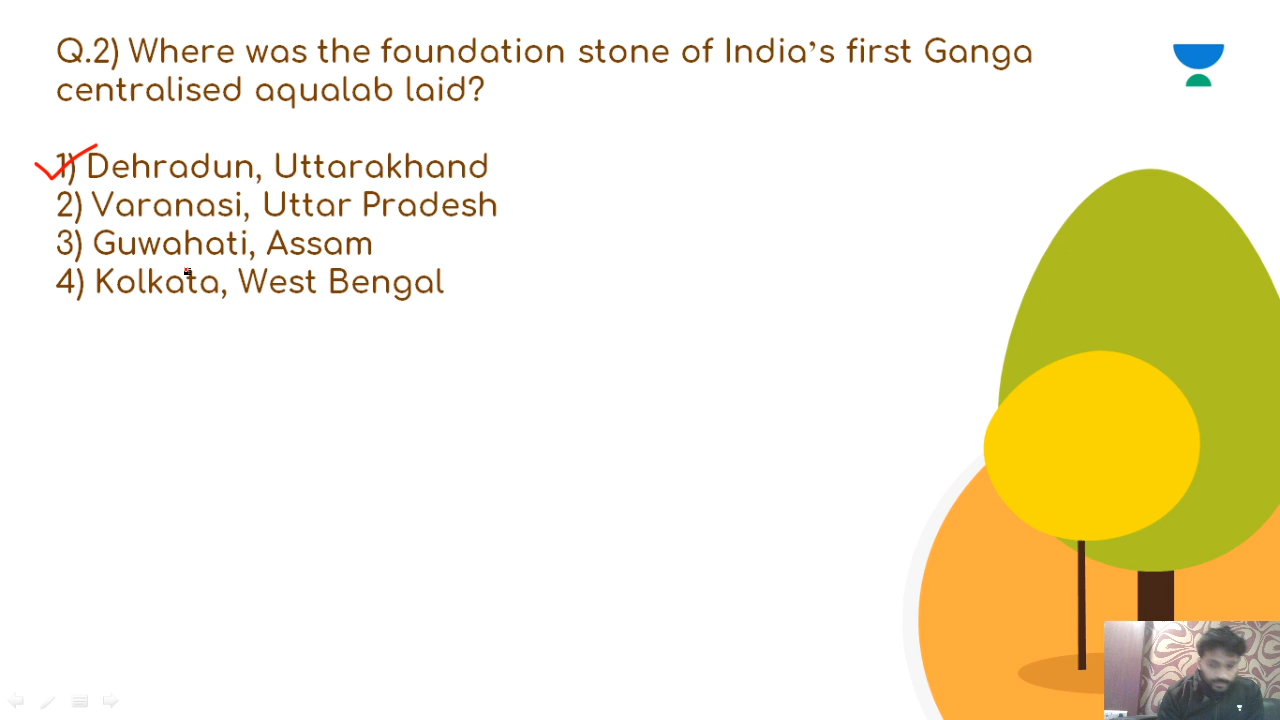 Q.2) Where was the foundation stone of India's first Ganga
centralised aqualab laid?
1) Dehradun, Uttarakhand
2) Varanasi, Uttar Pradesh
3) Guwahati, Assam
4) Kolkata, West Bengal